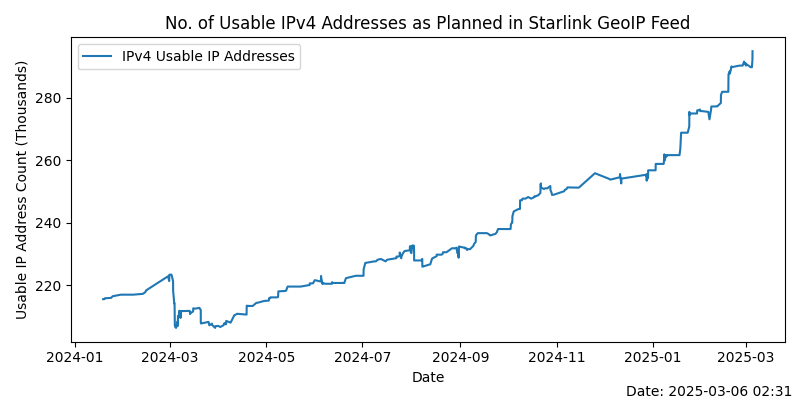 No. of Usable IPv4 Addresses as Planned in Starlink GeoIP Feed
IPv4 Usable IP Addresses
Usable IP Address Count (Thousands)
280
260
240
220
2024-01 2024-03 2024-05 2024-07 2024-09 2024-11 2025-01 2025-03
Date
Date: 2025-03-06 02:31